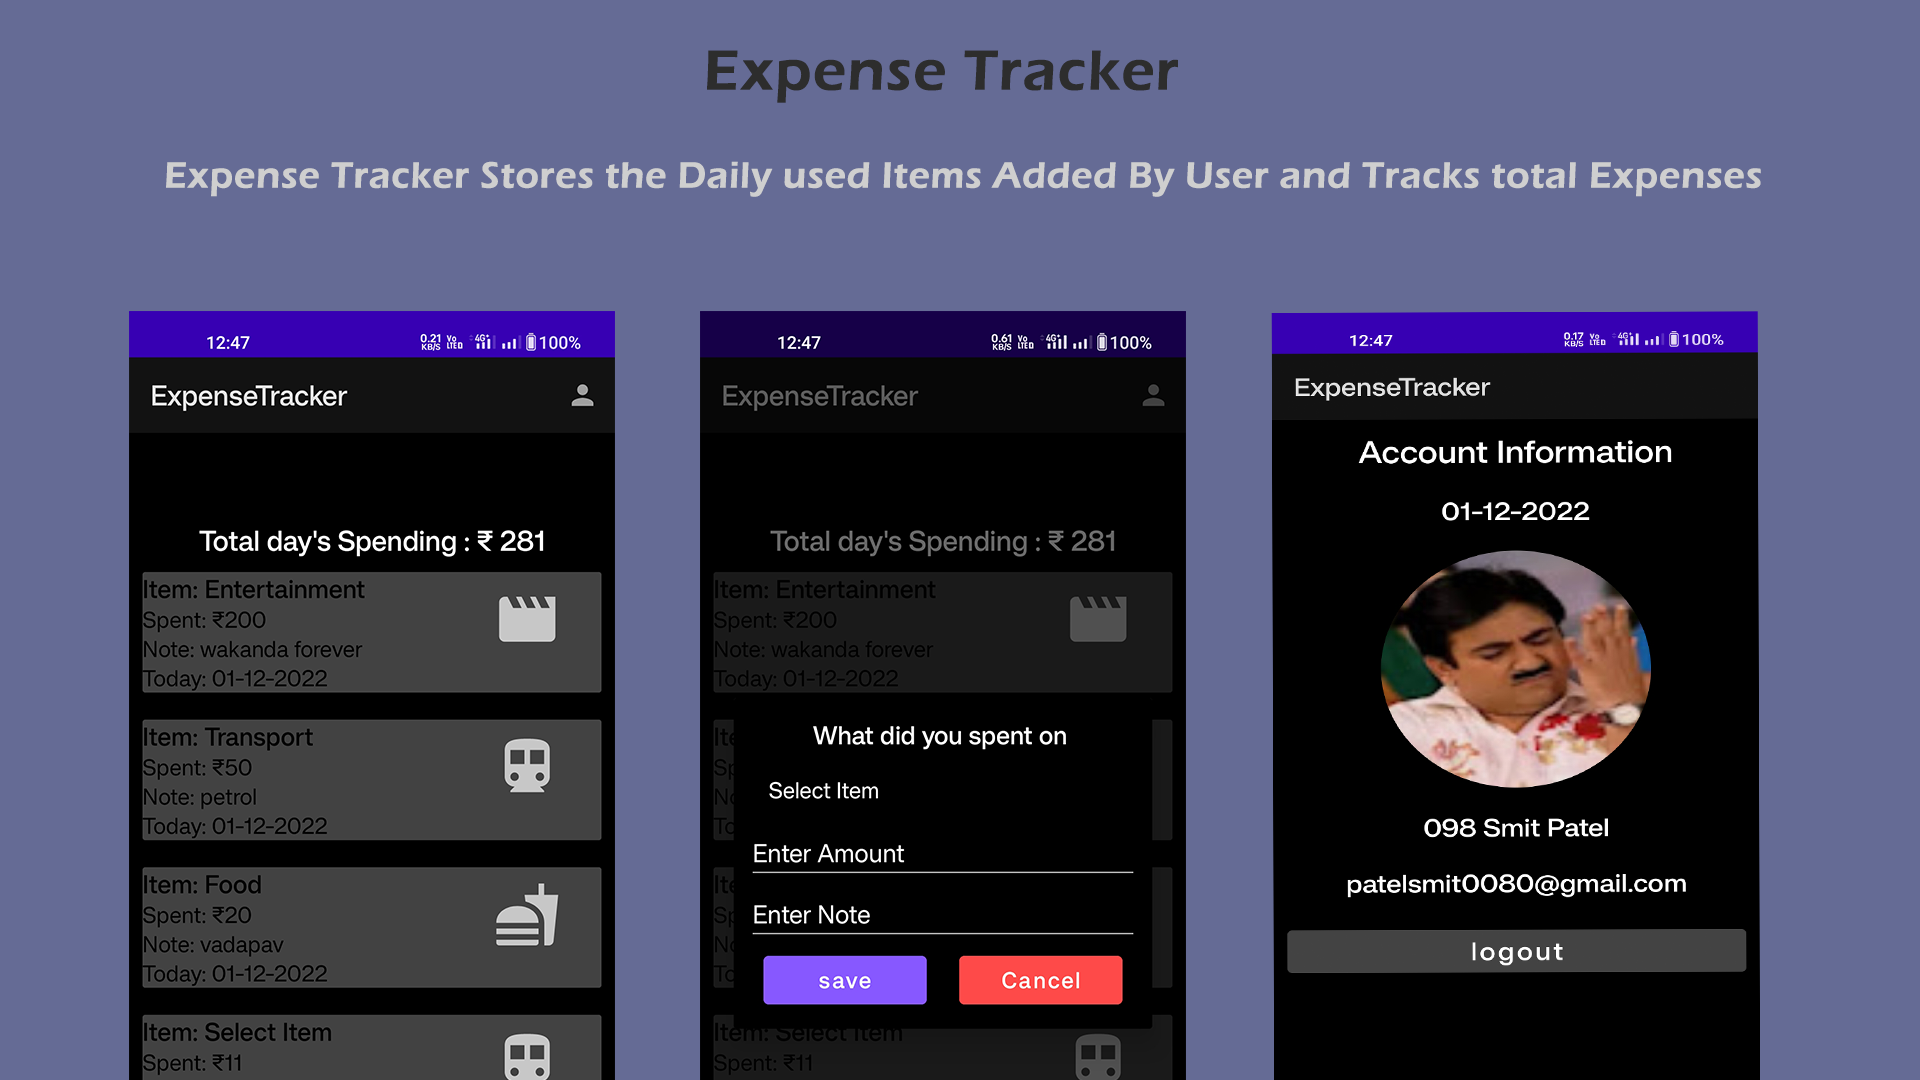 Expense Tracker
Expense Tracker Stores the Daily used Items Added By User and Tracks total Expenses
12:47
0.21 KB/S Vo LTED 4G+ 100%
ExpenseTracker
Total day's Spending : ₹ 281
Item: Entertainment
Spent: ₹200
Note: wakanda forever
Today: 01-12-2022
Item: Transport
Spent: ₹50
Note: petrol
Today: 01-12-2022
Item: Food
Spent: ₹20
Note: vadapav
Today: 01-12-2022
Item: Select Item
Spent: ₹11
12:47
0.61 KB/S Vo LTED 4G+ 100%
ExpenseTracker
Total day's Spending : ₹ 281
Item: Entertainment
Spent: ₹200
Note: wakanda forever
Today: 01-12-2022
What did you spent on
Select Item
Enter Amount
Enter Note
save
Cancel
Item: Select Item
Spent: ₹11
12:47
0.17 KB/S Vo LTED 4G+ 100%
ExpenseTracker
Account Information
01-12-2022
098 Smit Patel
patelsmit0080@gmail.com
logout